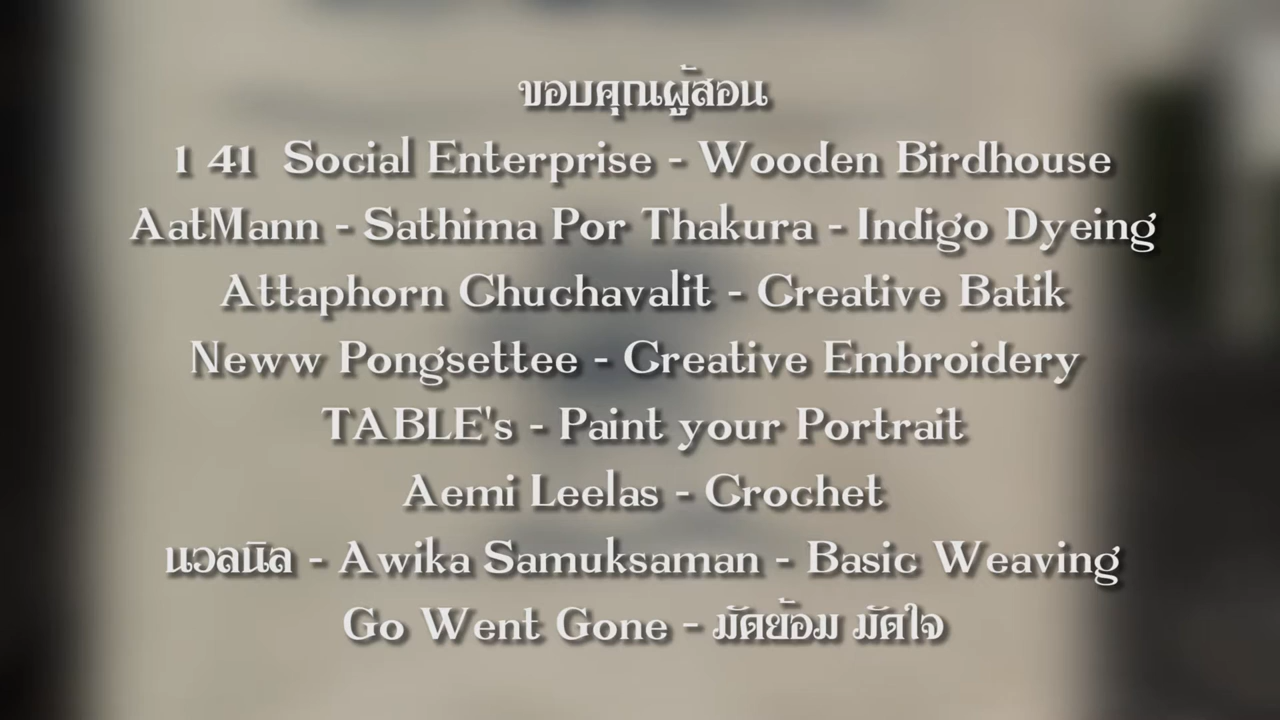 ขอบคุณผู้สอน
1 41 Social Enterprise - Wooden Birdhouse
AatMann - Sathima Por Thakura - Indigo Dyeing
Attaphorn Chuchavalit - Creative Batik
Neww Pongsettee - Creative Embroidery
TABLE's - Paint your Portrait
Aemi Leelas - Crochet
นวลนิล - Awika Samuksaman - Basic Weaving
Go Went Gone - มัดย้อม มัดใจ